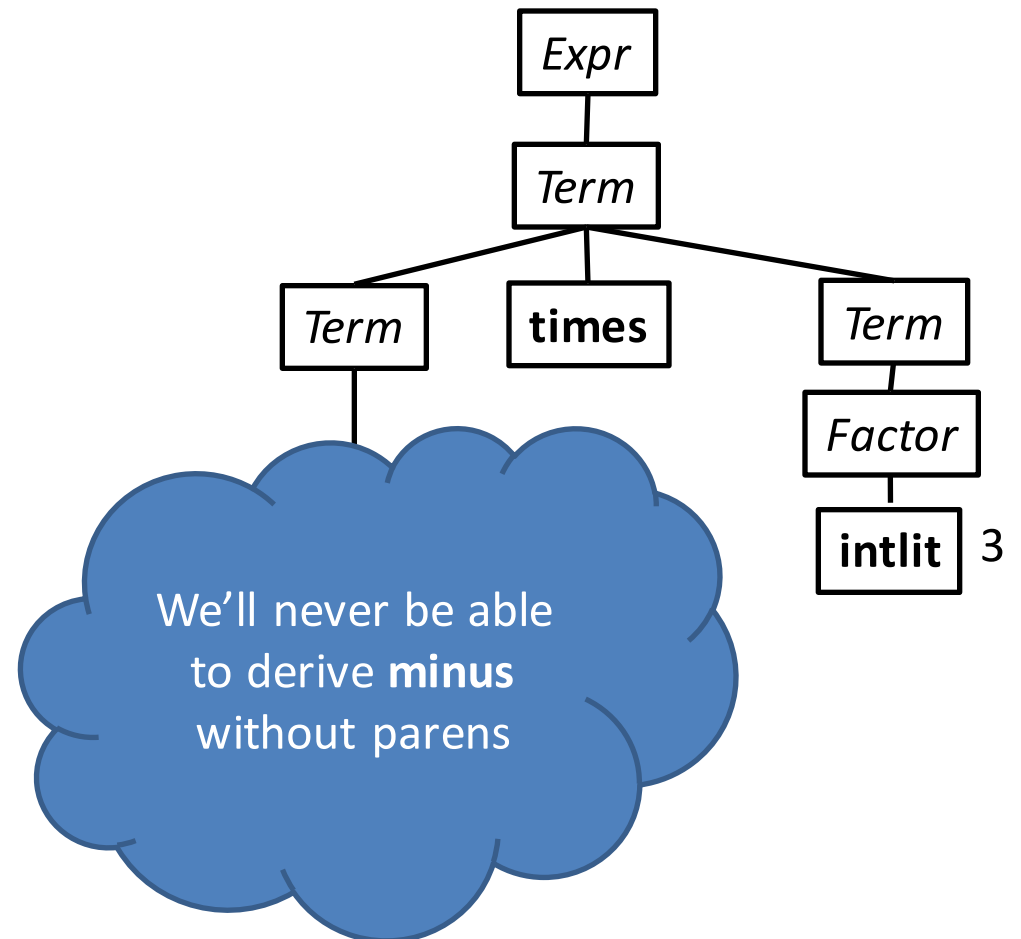 Expr
Term
Term
times
Term
Factor
intlit 3
We'll never be able
to derive minus
without parens